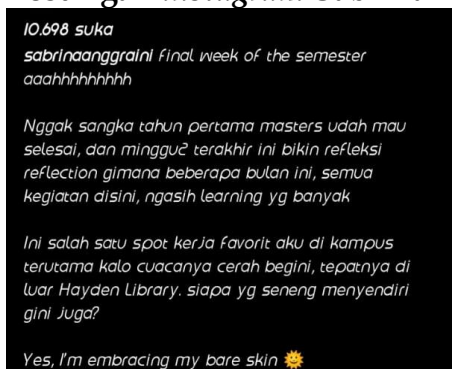 10.698 suka
sabrinaanggraini final week of the semester
aaahhhhhhhhh
Nggak sangka tahun pertama masters udah mau
selesai, dan minggu2 terakhir ini bikin refleksi
reflection gimana beberapa bulan ini, semua
kegiatan disini, ngasih learning yg banyak
Ini salah satu spot kerja favorit aku di kampus
terutama kalo cuacanya cerah begini, tepatnya di
luar Hayden Library. siapa yg seneng menyendiri
gini juga?
Yes, I'm embracing my bare skin 🌞